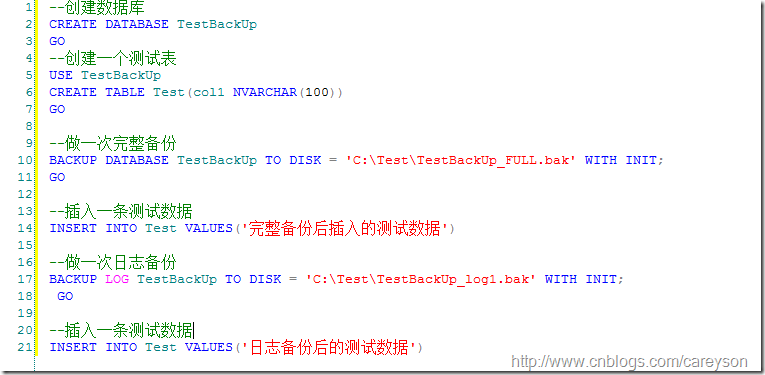 1 --创建数据库
2 CREATE DATABASE TestBackUp
3 GO
4 --创建一个测试表
5 USE TestBackUp
6 CREATE TABLE Test(col1 NVARCHAR(100))
7 GO
8
9 --做一次完整备份
10 BACKUP DATABASE TestBackUp TO DISK = 'C:\Test\TestBackUp_FULL.bak' WITH INIT;
11 GO
12
13 --插入一条测试数据
14 INSERT INTO Test VALUES('完整备份后插入的测试数据')
15
16 --做一次日志备份
17 BACKUP LOG TestBackUp TO DISK = 'C:\Test\TestBackUp_log1.bak' WITH INIT;
18 GO
19
20 --插入一条测试数据
21 INSERT INTO Test VALUES('日志备份后的测试数据')
http://www.cnblogs.com/careyson